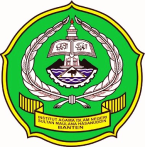 INSTITUT AGAMA ISLAM NEGERI
SULTAN MAULANA HASANUDDIN
BANTEN